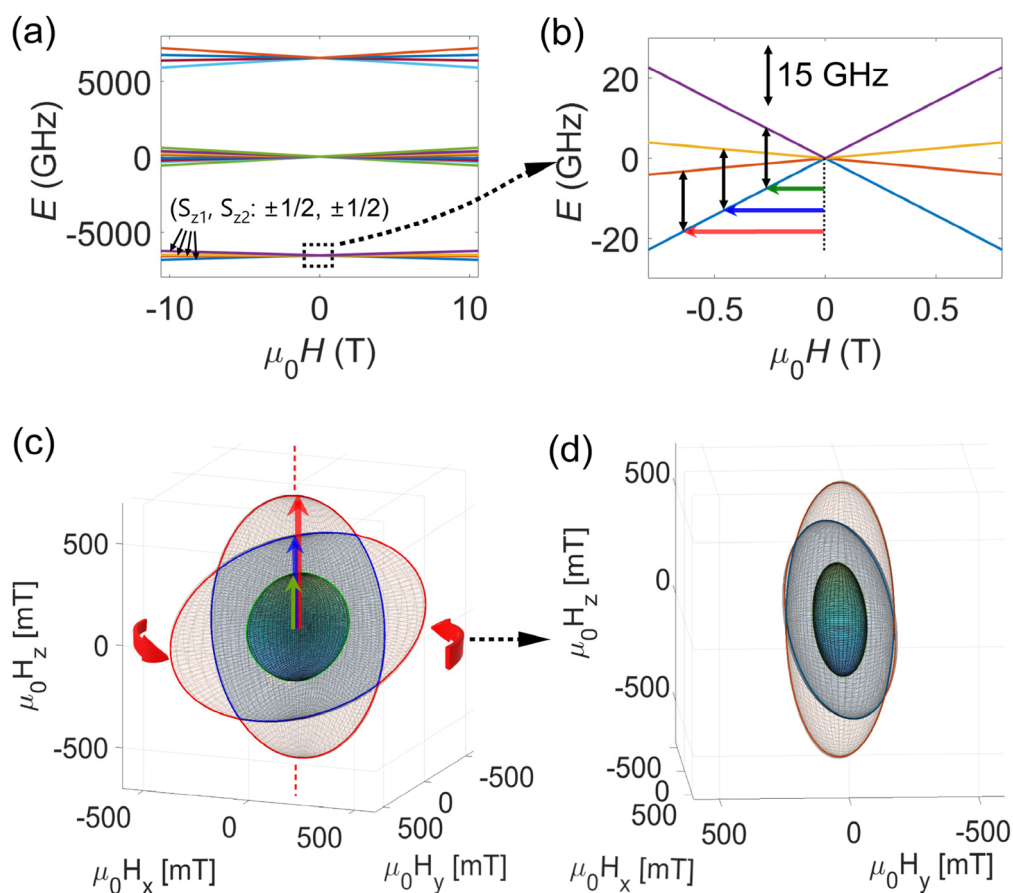 (a)
E (GHz)
5000
0
-5000
(Sz1, Sz2: ±1/2, ±1/2)
-10
0
10
μ0H (T)
(b)
E (GHz)
20
0
-20
15 GHz
-0.5
0
0.5
μ0H (T)
(c)
μ0Hz [mT]
500
0
-500
-500
0
500
μ0Hx [mT]
500
0
-500
μ0Hy [mT]
(d)
μ0Hz [mT]
500
0
-500
-500
0
500
μ0Hx [mT]
500
0
-500
μ0Hy [mT]